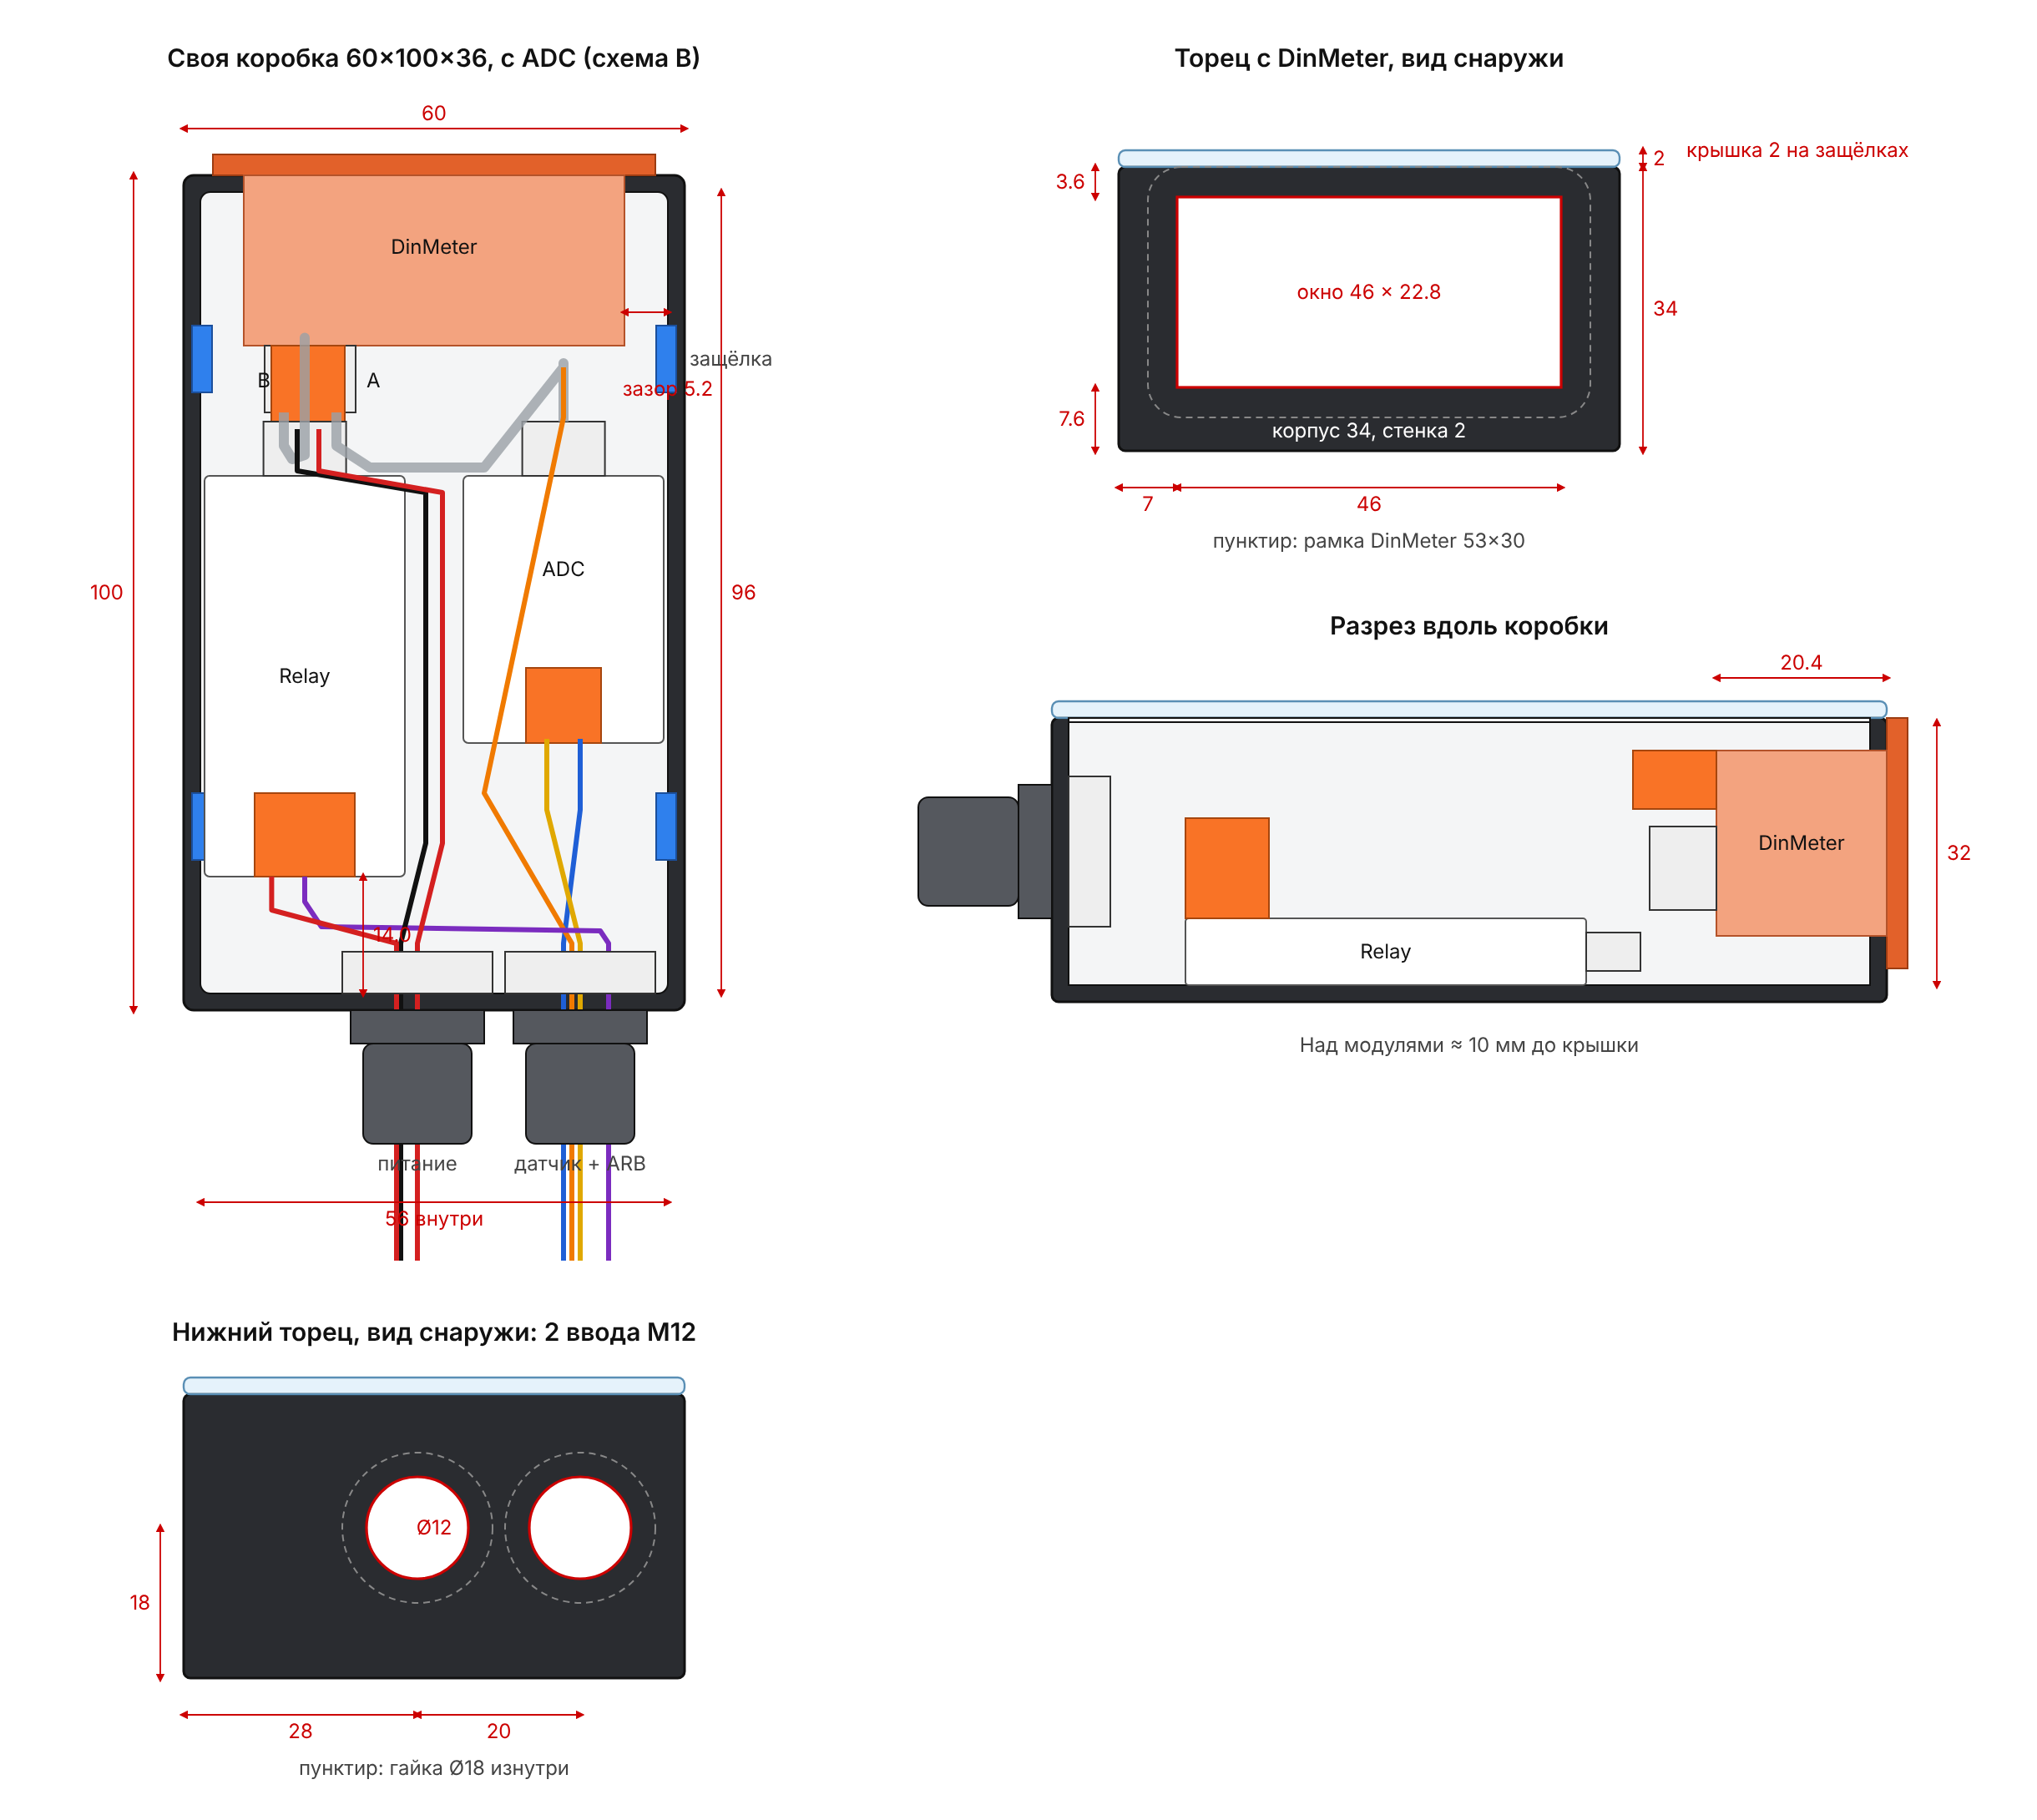 Своя коробка 60×100×36, с ADC (схема B)
60
DinMeter
B
A
защёлка
зазор 5.2
100
96
ADC
Relay
14.0
питание
датчик + ARB
56 внутри
Торец с DinMeter, вид снаружи
2
крышка 2 на защёлках
3.6
окно 46 × 22.8
34
7.6
корпус 34, стенка 2
7
46
пунктир: рамка DinMeter 53×30
Разрез вдоль коробки
20.4
DinMeter
32
Relay
Над модулями ≈ 10 мм до крышки
Нижний торец, вид снаружи: 2 ввода M12
Ø12
18
28
20
пунктир: гайка Ø18 изнутри